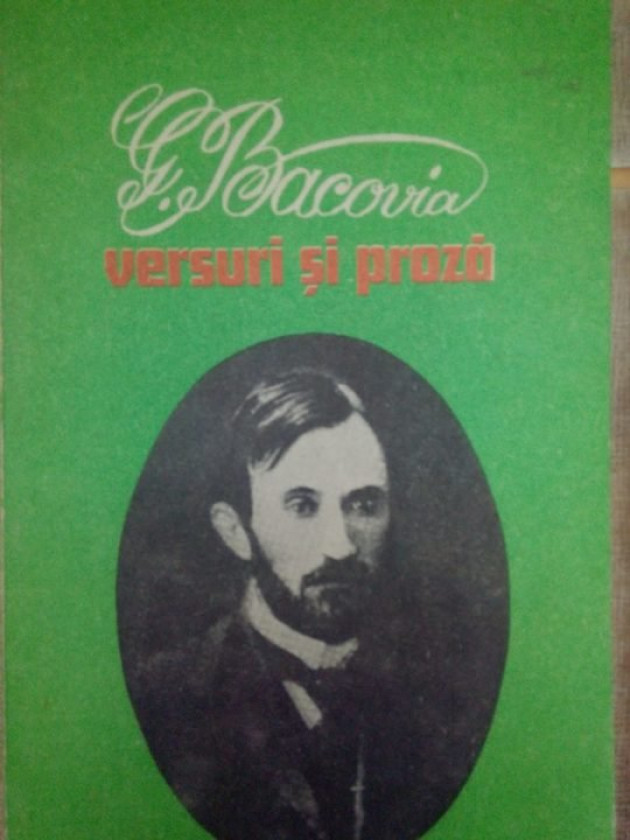 G. Bacovia
versuri și proză